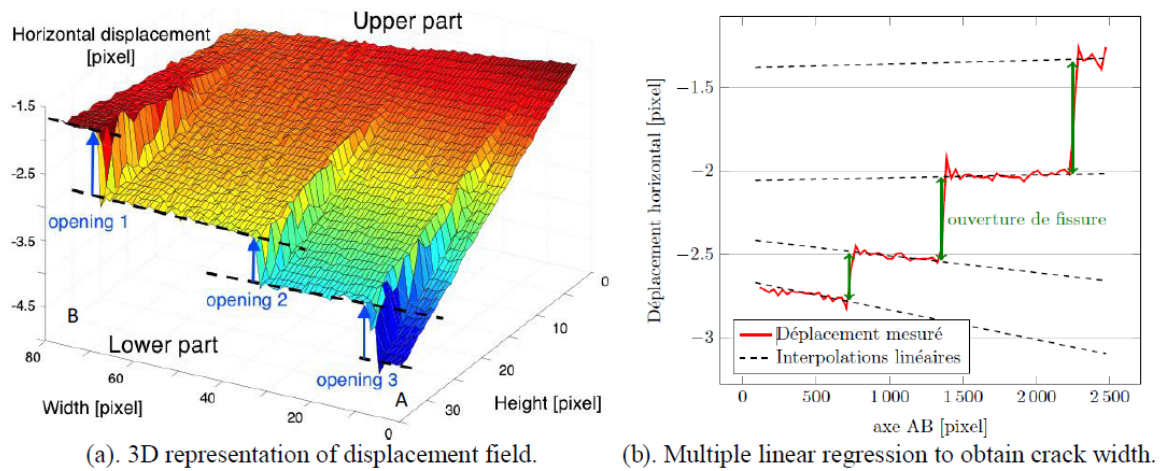 Upper part
Horizontal displacement
[pixel]
-1.5
-2.5
-3.5
-4.5
opening 1
opening 2
opening 3
B
A
Lower part
80
60
40
20
0
Width [pixel]
0
10
20
30
Height [pixel]
(a). 3D representation of displacement field.
Déplacement horizontal [pixel]
−1.5
−2
−2.5
−3
ouverture de fissure
Déplacement mesuré
Interpolations linéaires
0
500
1 000
1 500
2 000
2 500
axe AB [pixel]
(b). Multiple linear regression to obtain crack width.